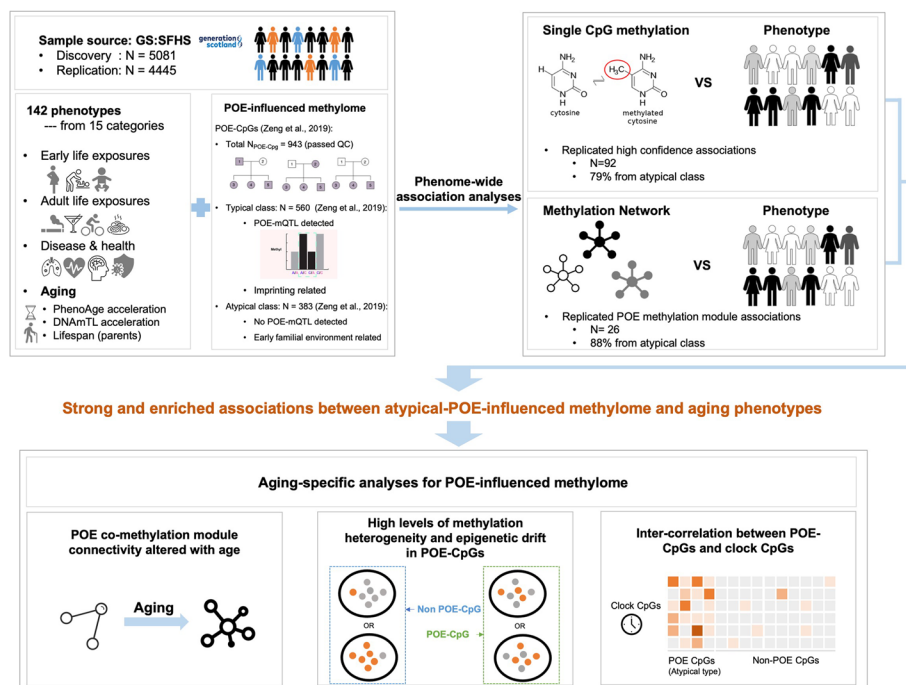 Sample source: GS:SFHS
generation
scotland
• Discovery : N = 5081
• Replication: N = 4445
142 phenotypes
--- from 15 categories
• Early life exposures
• Adult life exposures
• Disease & health
• Aging
• PhenoAge acceleration
• DNAmTL acceleration
• Lifespan (parents)
POE-influenced methylome
POE-CpGs (Zeng et al., 2019):
• Total NPOE-Cpg = 943 (passed QC)
• Typical class: N = 560 (Zeng et al., 2019):
• POE-mQTL detected
Methyl
• Imprinting related
• Atypical class: N = 383 (Zeng et al., 2019):
• No POE-mQTL detected
• Early familial environment related
Phenome-wide
association analyses
Single CpG methylation
Phenotype
NH2
NH2
H
H3C
N
N
N
H
O
N
H
O
VS
cytosine
methylated
cytosine
• Replicated high confidence associations
• N=92
• 79% from atypical class
Methylation Network
Phenotype
VS
• Replicated POE methylation module associations
• N= 26
• 88% from atypical class
Strong and enriched associations between atypical-POE-influenced methylome and aging phenotypes
Aging-specific analyses for POE-influenced methylome
POE co-methylation module
connectivity altered with age
Aging
High levels of methylation
heterogeneity and epigenetic drift
in POE-CpGs
Non POE-CpG
OR
OR
POE-CpG
Inter-correlation between POE-
CpGs and clock CpGs
Clock CpGs
POE CpGs
(Atypical type)
Non-POE CpGs